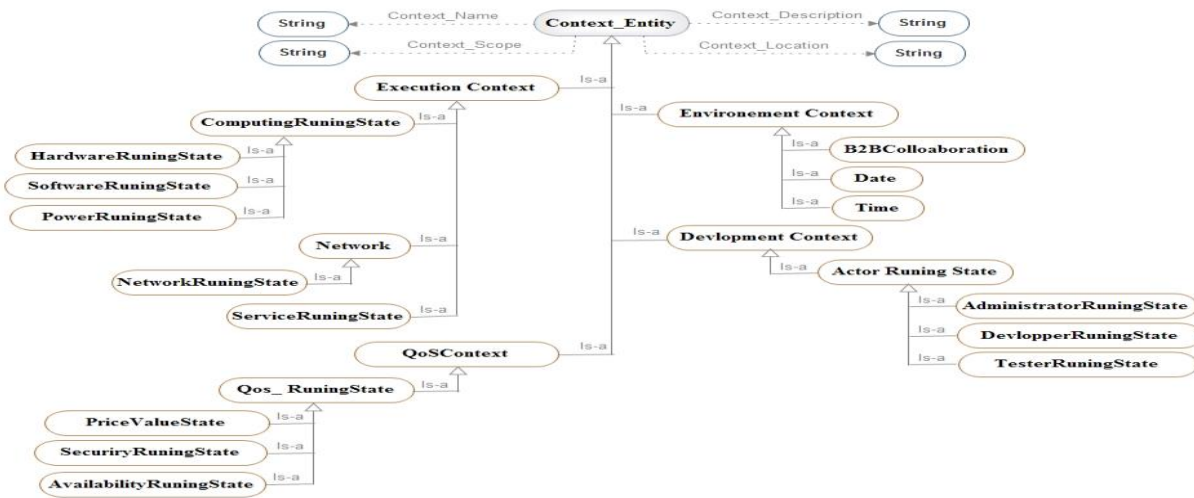 String Context_Name Context_Entity Context_Description String
String Context_Scope Context_Location String
Is-a
Execution Context
Is-a Is-a
ComputingRuningState Environement Context
Is-a Is-a
HardwareRuningState B2BColloaboration
Is-a Is-a
SoftwareRuningState Date
Is-a Is-a
PowerRuningState Time
Is-a Is-a
Network Devlopment Context
Is-a Is-a
NetworkRuningState Actor Runing State
Is-a Is-a
ServiceRuningState AdministratorRuningState
Is-a
DevlopperRuningState
Is-a Is-a
QoSContext TesterRuningState
Is-a
Qos_ RuningState
Is-a
PriceValueState
Is-a
SecuriryRuningState
Is-a
AvailabilityRuningState